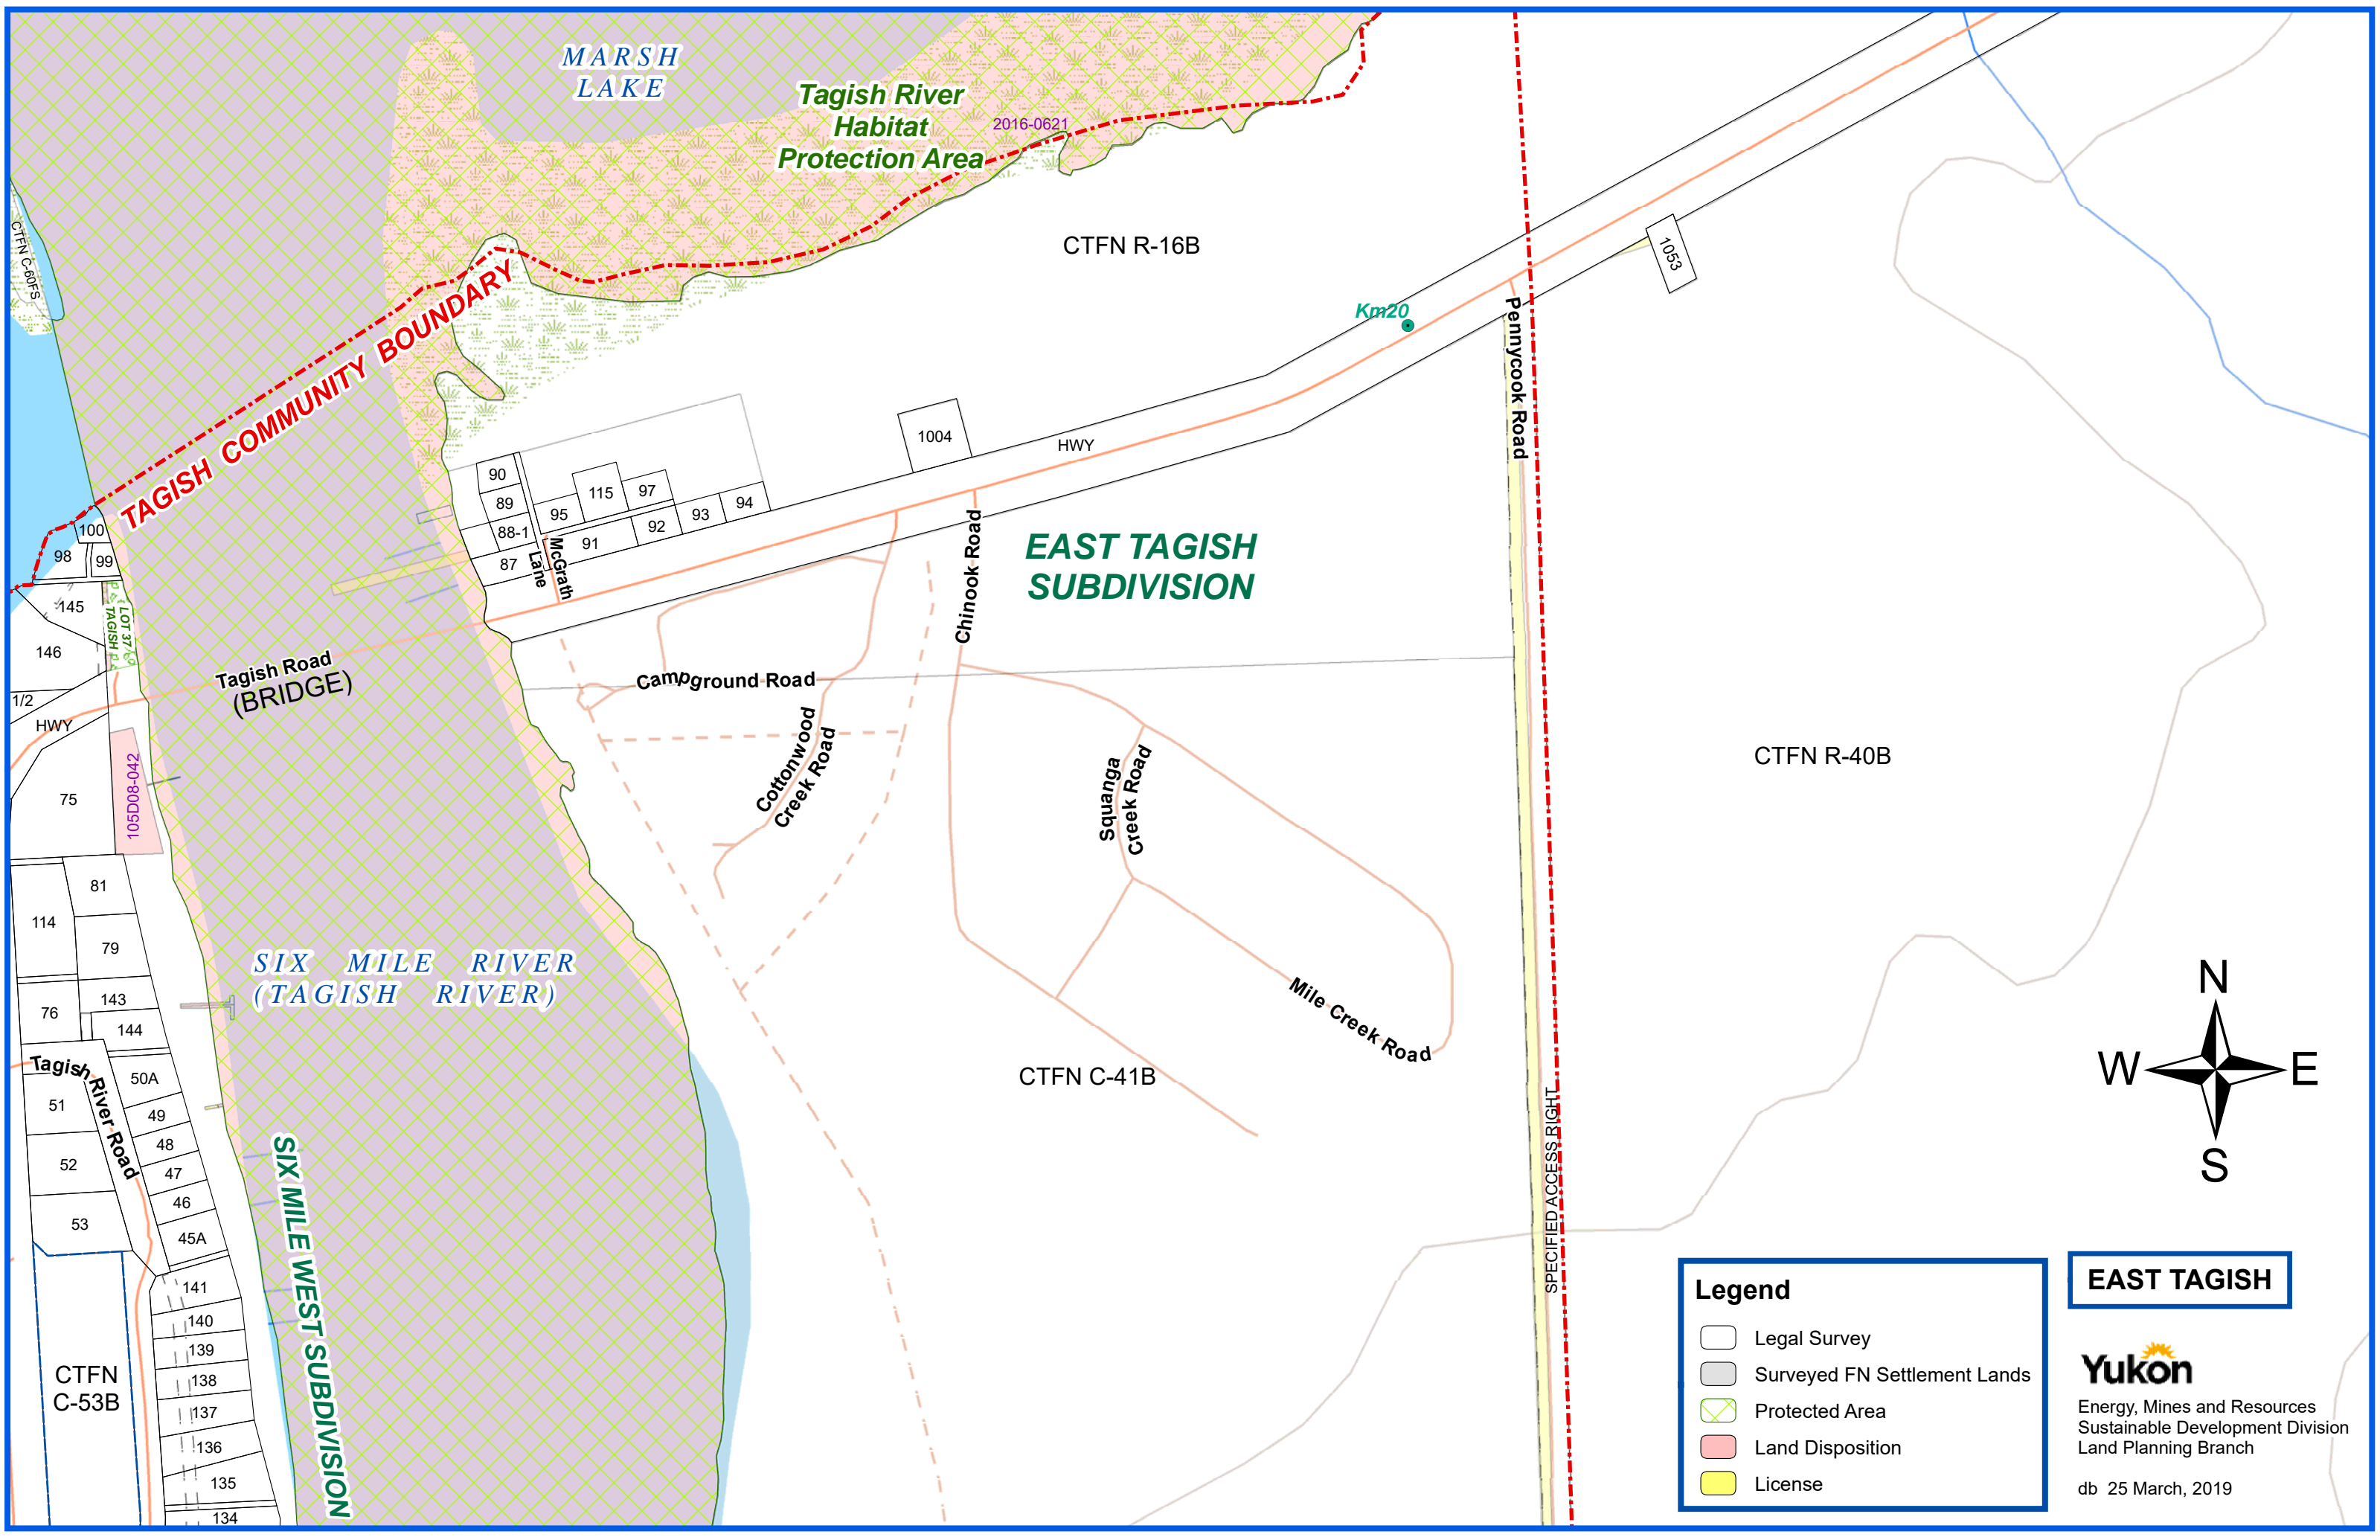 MARSH
LAKE
Tagish River
Habitat
Protection Area
2016-0621
CTFN C-60FS
CTFN R-16B
1053
Km20
Pennycook Road
TAGISH COMMUNITY BOUNDARY
1004
HWY
90
89
88-1
87
115
97
95
94
93
92
91
McGrath
Lane
100
98
99
145
146
LOT 37
TAGISH
1/2
HWY
75
105D08-042
Tagish Road
(BRIDGE)
Chinook Road
EAST TAGISH
SUBDIVISION
Campground Road
Cottonwood
Creek Road
Squanga
Creek Road
CTFN R-40B
81
114
79
143
76
144
SIX MILE RIVER
(TAGISH RIVER)
Mile Creek Road
Tagish River Road
50A
51
49
48
52
47
46
53
45A
CTFN C-41B
SPECIFIED ACCESS RIGHT
SIX MILE WEST SUBDIVISION
141
140
139
138
137
136
135
134
CTFN
C-53B
N
W
E
S
Legend
Legal Survey
Surveyed FN Settlement Lands
Protected Area
Land Disposition
License
EAST TAGISH
Yukon
Energy, Mines and Resources
Sustainable Development Division
Land Planning Branch
db 25 March, 2019